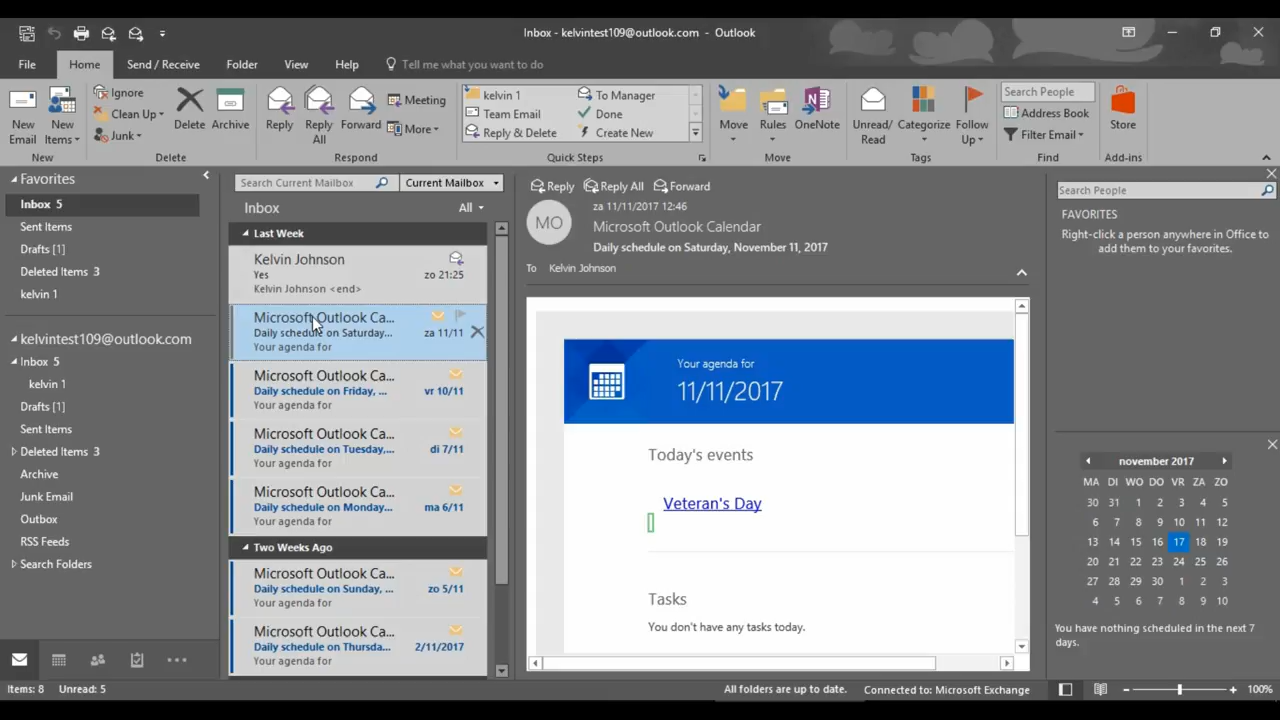 Inbox - kelvintest109@outlook.com - Outlook
File Home Send / Receive Folder View Help Tell me what you want to do
New Email
New Items
Ignore
Clean Up
Junk
Delete
Archive
Reply
Reply All
Forward
Meeting
More
kelvin 1
Team Email
Reply & Delete
To Manager
Done
Create New
Move
Rules
OneNote
Unread/ Read
Categorize
Follow Up
Search People
Address Book
Filter Email
Store
New Delete Respond Quick Steps Move Tags Find Add-ins
Favorites
Inbox 5
Sent Items
Drafts [1]
Deleted Items 3
kelvin 1
kelvintest109@outlook.com
Inbox 5
kelvin 1
Drafts [1]
Sent Items
Deleted Items 3
Archive
Junk Email
Outbox
RSS Feeds
Search Folders
Search Current Mailbox Current Mailbox
Inbox All
Last Week
Kelvin Johnson
Yes zo 21:25
Kelvin Johnson <end>
Microsoft Outlook Ca...
Daily schedule on Saturday... za 11/11
Your agenda for
Microsoft Outlook Ca...
Daily schedule on Friday, ... vr 10/11
Your agenda for
Microsoft Outlook Ca...
Daily schedule on Tuesday,... di 7/11
Your agenda for
Microsoft Outlook Ca...
Daily schedule on Monday... ma 6/11
Your agenda for
Two Weeks Ago
Microsoft Outlook Ca...
Daily schedule on Sunday, ... zo 5/11
Your agenda for
Microsoft Outlook Ca...
Daily schedule on Thursda... 2/11/2017
Your agenda for
Reply Reply All Forward
za 11/11/2017 12:46
MO
Microsoft Outlook Calendar
Daily schedule on Saturday, November 11, 2017
To Kelvin Johnson
Your agenda for
11/11/2017
Today's events
Veteran's Day
Tasks
You don't have any tasks today.
Search People
FAVORITES
Right-click a person anywhere in Office to
add them to your favorites.
november 2017
MA DI WO DO VR ZA ZO
30 31 1 2 3 4 5
6 7 8 9 10 11 12
13 14 15 16 17 18 19
20 21 22 23 24 25 26
27 28 29 30 1 2 3
4 5 6 7 8 9 10
You have nothing scheduled in the next 7
days.
Items: 8 Unread: 5 All folders are up to date. Connected to: Microsoft Exchange 100%